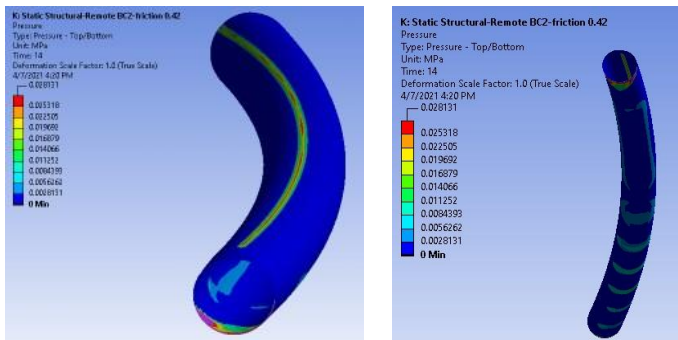 K: Static Structural-Remote BC2-friction 0.42
Pressure
Type: Pressure - Top/Bottom
Unit: MPa
Time: 14
Deformation Scale Factor: 1.0 (True Scale)
4/7/2021 4:20 PM
0.028131
0.025318
0.022505
0.019692
0.016879
0.014066
0.011252
0.0084393
0.0056262
0.0028131
0 Min
K: Static Structural-Remote BC2-friction 0.42
Pressure
Type: Pressure - Top/Bottom
Unit: MPa
Time: 14
Deformation Scale Factor: 1.0 (True Scale)
4/7/2021 4:20 PM
0.028131
0.025318
0.022505
0.019692
0.016879
0.014066
0.011252
0.0084393
0.0056262
0.0028131
0 Min